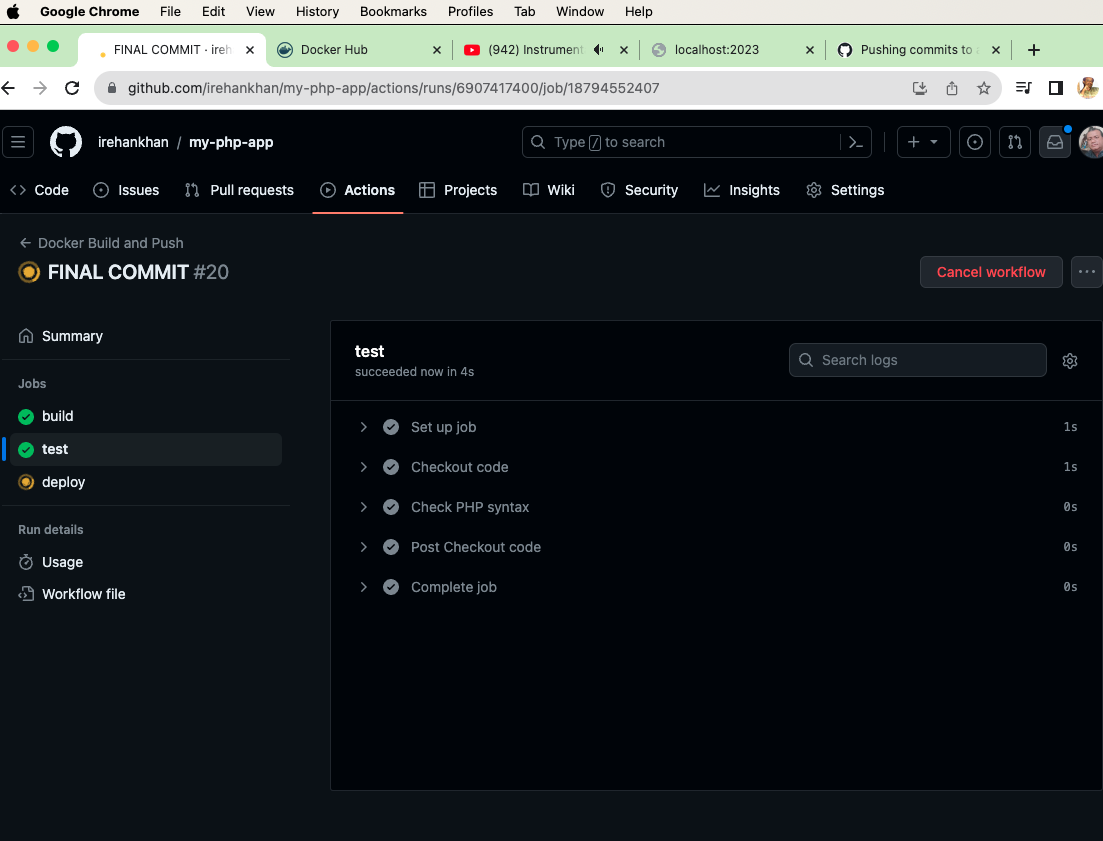 Google Chrome File Edit View History Bookmarks Profiles Tab Window Help
FINAL COMMIT · ireh Docker Hub (942) Instrument localhost:2023 Pushing commits to a
github.com/irehankhan/my-php-app/actions/runs/6907417400/job/18794552407
irehankhan / my-php-app Type / to search
Code Issues Pull requests Actions Projects Wiki Security Insights Settings
Docker Build and Push
FINAL COMMIT #20 Cancel workflow
Summary
Jobs
build
test
deploy
Run details
Usage
Workflow file
test
succeeded now in 4s
Search logs
Set up job 1s
Checkout code 1s
Check PHP syntax 0s
Post Checkout code 0s
Complete job 0s